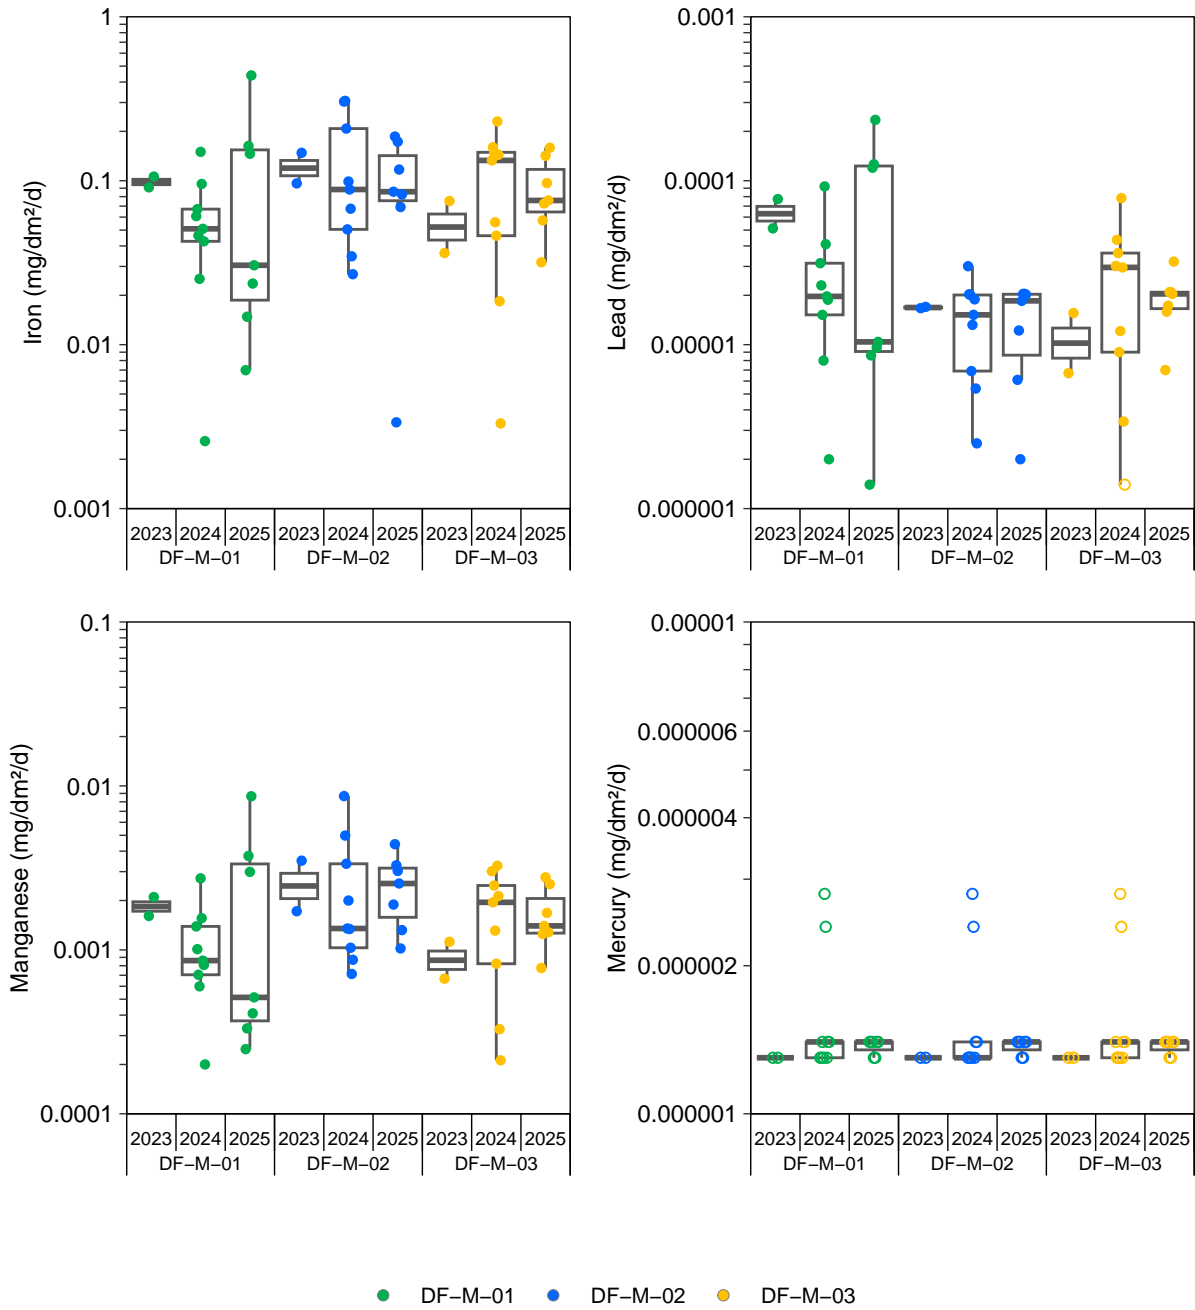 Iron (mg/dm²/d)
1
0.1
0.01
0.001
2023 2024 2025 2023 2024 2025 2023 2024 2025
DF–M–01 DF–M–02 DF–M–03
Lead (mg/dm²/d)
0.001
0.0001
0.00001
0.000001
2023 2024 2025 2023 2024 2025 2023 2024 2025
DF–M–01 DF–M–02 DF–M–03
Manganese (mg/dm²/d)
0.1
0.01
0.001
0.0001
2023 2024 2025 2023 2024 2025 2023 2024 2025
DF–M–01 DF–M–02 DF–M–03
Mercury (mg/dm²/d)
0.00001
0.000006
0.000004
0.000002
0.000001
2023 2024 2025 2023 2024 2025 2023 2024 2025
DF–M–01 DF–M–02 DF–M–03
DF–M–01 DF–M–02 DF–M–03